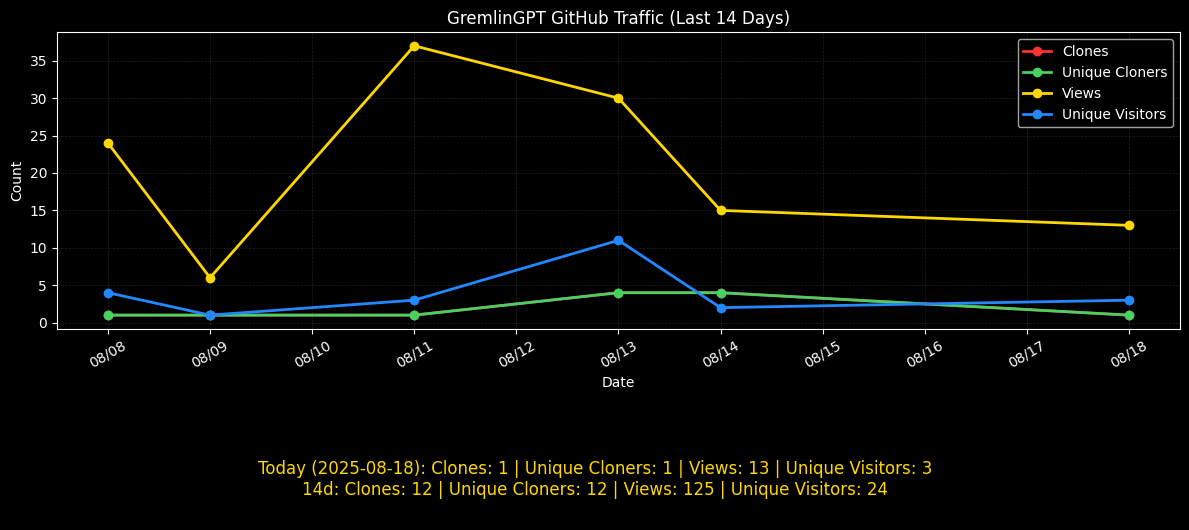 GremlinGPT GitHub Traffic (Last 14 Days)
Clones
Unique Cloners
Views
Unique Visitors
Count
35
30
25
20
15
10
5
0
08/08
08/09
08/10
08/11
08/12
08/13
08/14
08/15
08/16
08/17
08/18
Date
Today (2025-08-18): Clones: 1 | Unique Cloners: 1 | Views: 13 | Unique Visitors: 3
14d: Clones: 12 | Unique Cloners: 12 | Views: 125 | Unique Visitors: 24